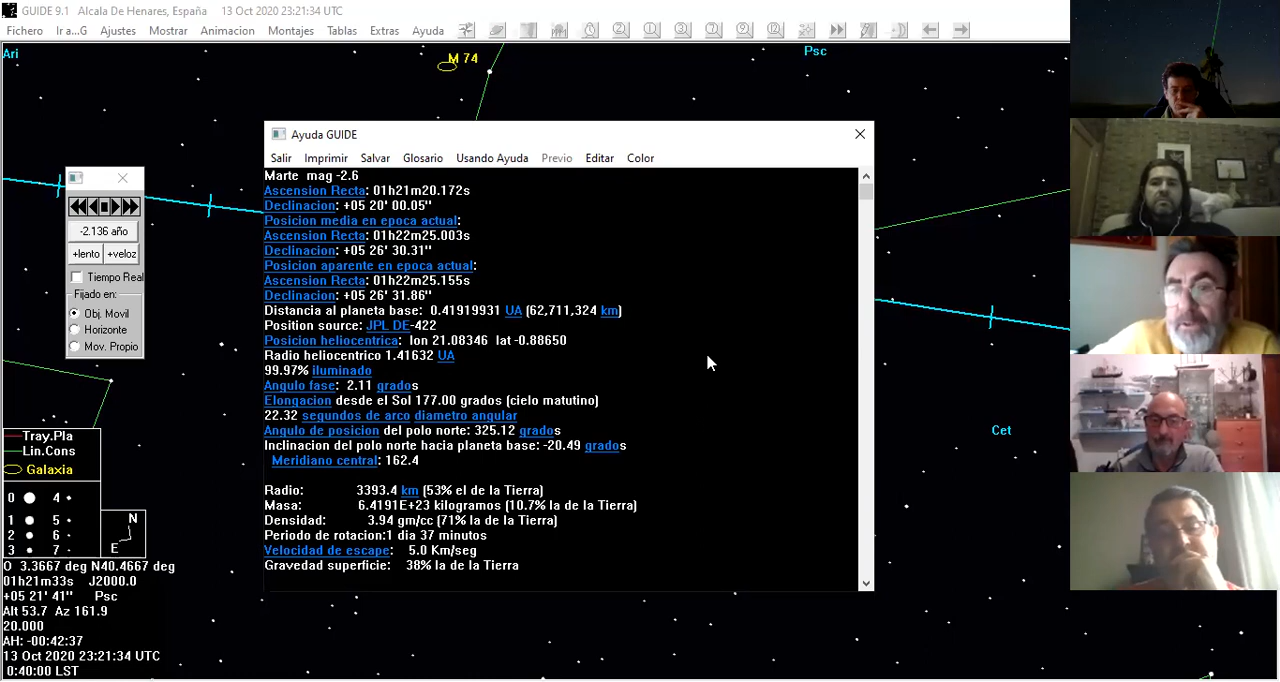 GUIDE 9.1 Alcala De Henares, España 13 Oct 2020 23:21:34 UTC
Fichero Ir a...G Ajustes Mostrar Animacion Montajes Tablas Extras Ayuda
Ari
M 74
Psc
Ayuda GUIDE
Salir Imprimir Salvar Glosario Usando Ayuda Previo Editar Color
Marte mag -2.6
Ascension Recta: 01h21m20.172s
Declinacion: +05 20' 00.05''
Posicion media en epoca actual:
Ascension Recta: 01h22m25.003s
Declinacion: +05 26' 30.31''
Posicion aparente en epoca actual:
Ascension Recta: 01h22m25.155s
Declinacion: +05 26' 31.86''
Distancia al planeta base: 0.41919931 UA (62,711,324 km)
Position source: JPL DE-422
Posicion heliocentrica: lon 21.08346 lat -0.88650
Radio heliocentrico 1.41632 UA
99.97% iluminado
Angulo fase: 2.11 grados
Elongacion desde el Sol 177.00 grados (cielo matutino)
22.32 segundos de arco diametro angular
Angulo de posicion del polo norte: 325.12 grados
Inclinacion del polo norte hacia planeta base: -20.49 grados
Meridiano central: 162.4
Radio: 3393.4 km (53% el de la Tierra)
Masa: 6.4191E+23 kilogramos (10.7% la de la Tierra)
Densidad: 3.94 gm/cc (71% la de la Tierra)
Periodo de rotacion:1 dia 37 minutos
Velocidad de escape: 5.0 Km/seg
Gravedad superficie: 38% la de la Tierra
-2.136 año
+lento +veloz
Tiempo Real
Fijado en:
Obj. Movil
Horizonte
Mov. Propio
Cet
Tray.Pla
Lin.Cons
Galaxia
0 4
1 5
2 6
3 7
N
E
O 3.3667 deg N40.4667 deg
01h21m33s J2000.0
+05 21' 41'' Psc
Alt 53.7 Az 161.9
20.000
AH: -00:42:37
13 Oct 2020 23:21:34 UTC
0:40:00 LST